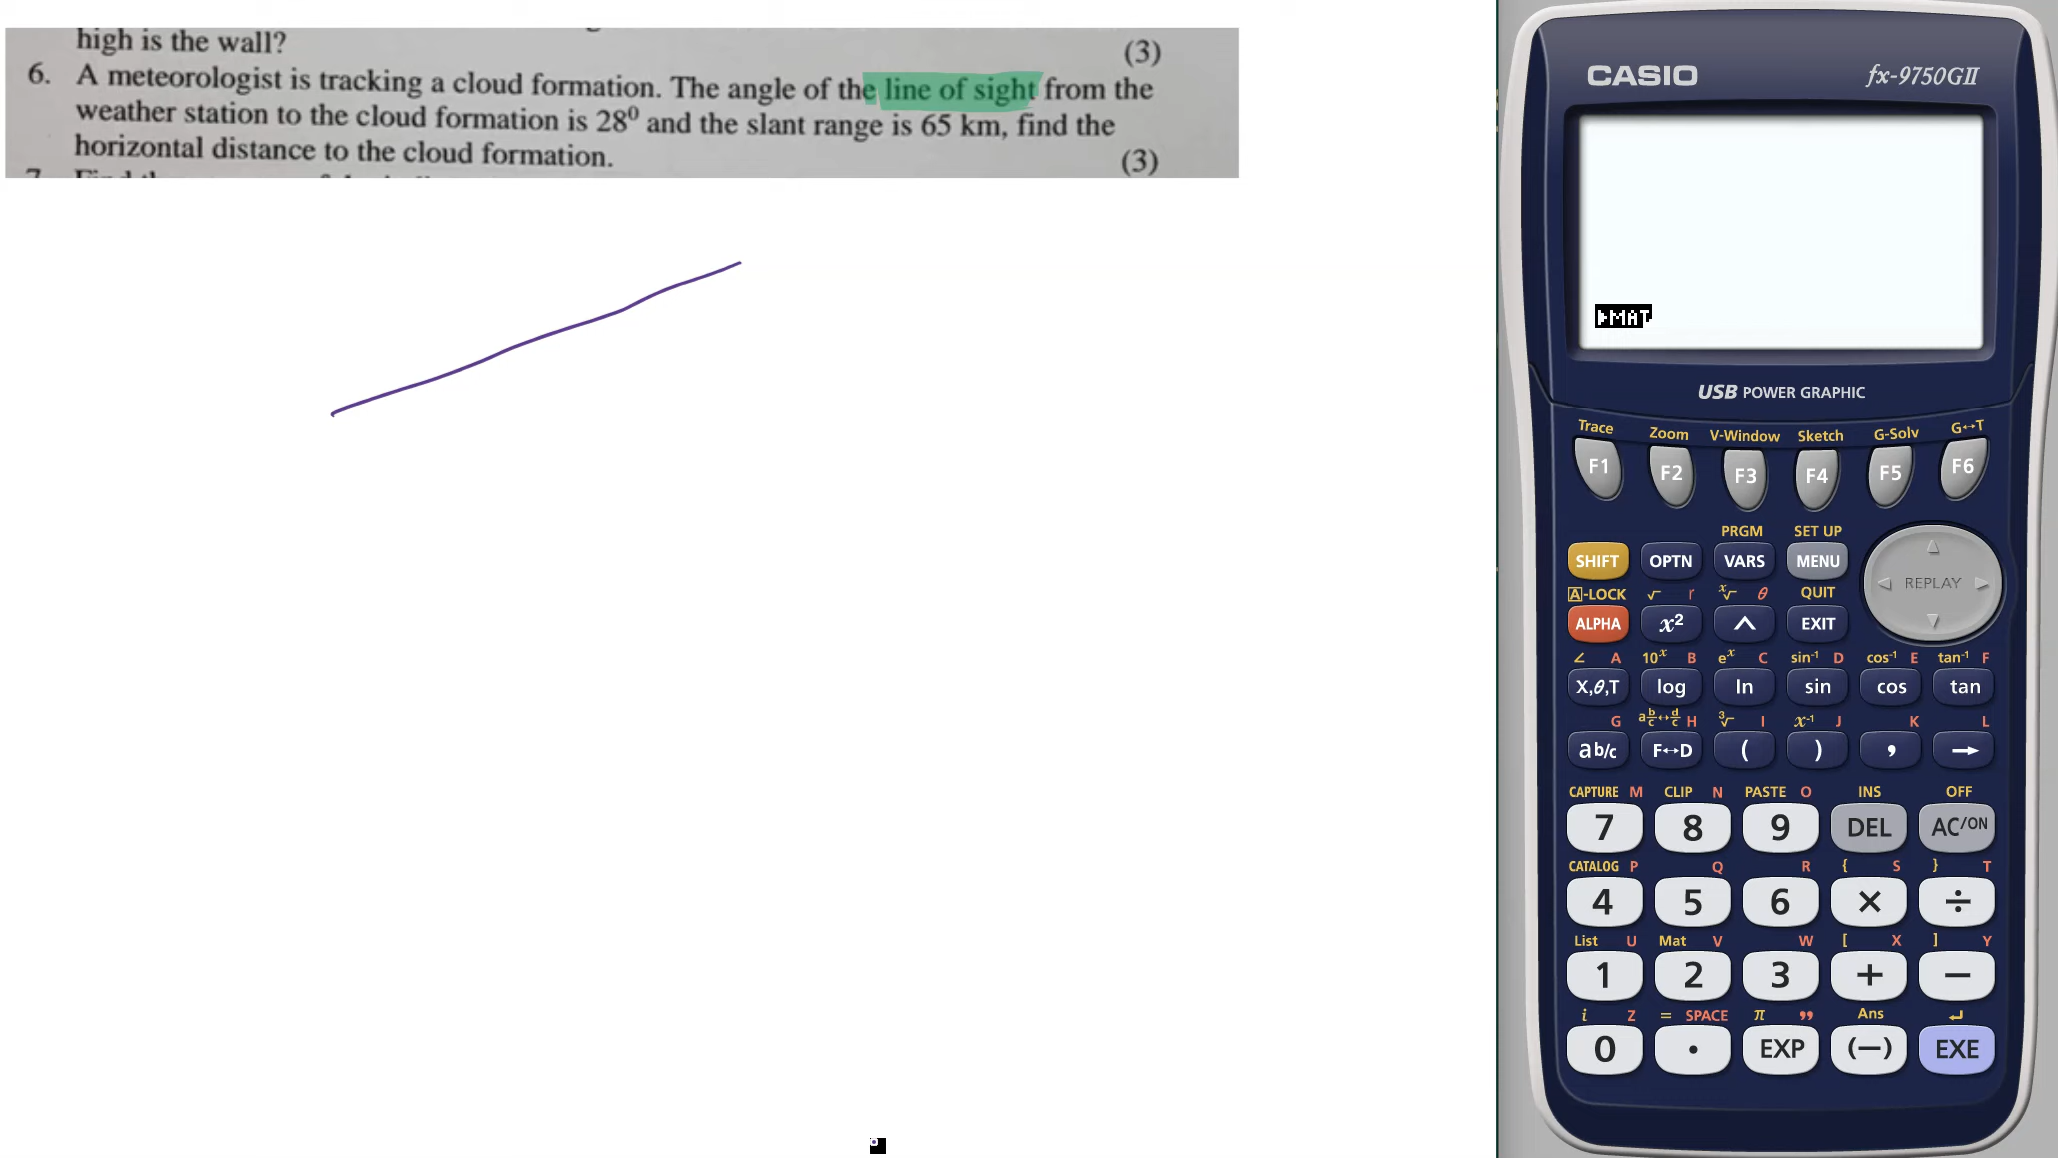 high is the wall?
(3)
6. A meteorologist is tracking a cloud formation. The angle of the line of sight from the
weather station to the cloud formation is 28⁰ and the slant range is 65 km, find the
horizontal distance to the cloud formation.
(3)
CASIO fx-9750GII
▶MAT
USB POWER GRAPHIC
Trace Zoom V-Window Sketch G-Solv G↔T
F1 F2 F3 F4 F5 F6
PRGM SET UP
SHIFT OPTN VARS MENU
REPLAY
A-LOCK √ r ˣ√ θ QUIT
ALPHA x² ^ EXIT
∠ A 10ˣ B eˣ C sin⁻¹ D cos⁻¹ E tan⁻¹ F
X,θ,T log ln sin cos tan
G a b/c↔d/c H ³√ I x⁻¹ J K L
a b/c F↔D ( ) , →
CAPTURE M CLIP N PASTE O INS OFF
7 8 9 DEL AC/ON
CATALOG P Q R { S } T
4 5 6 × ÷
List U Mat V W [ X ] Y
1 2 3 + −
i Z = SPACE π " Ans ↵
0 . EXP (−) EXE